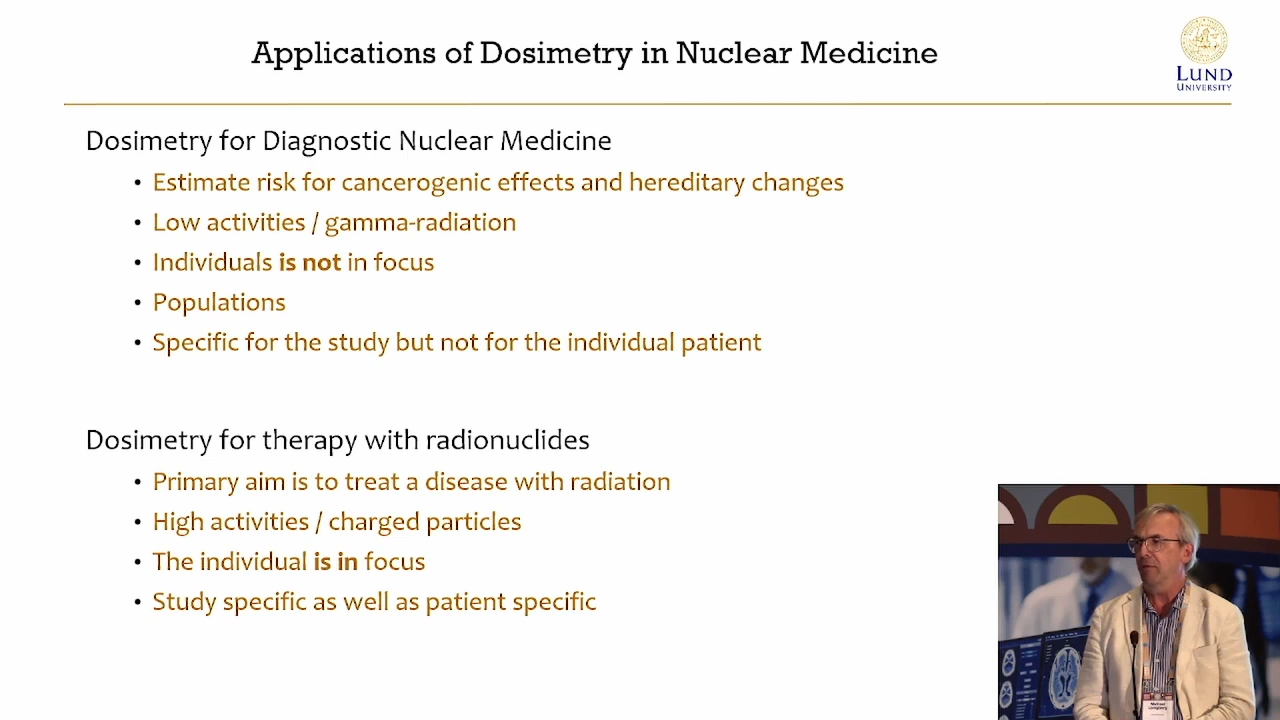 Applications of Dosimetry in Nuclear Medicine
LUND
UNIVERSITY
Dosimetry for Diagnostic Nuclear Medicine
• Estimate risk for cancerogenic effects and hereditary changes
• Low activities / gamma-radiation
• Individuals is not in focus
• Populations
• Specific for the study but not for the individual patient
Dosimetry for therapy with radionuclides
• Primary aim is to treat a disease with radiation
• High activities / charged particles
• The individual is in focus
• Study specific as well as patient specific
Michael